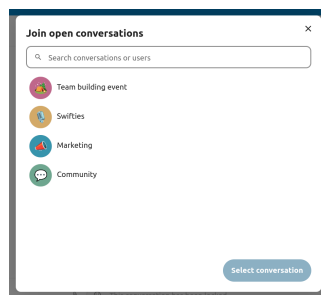 Join open conversations
Search conversations or users
Team building event
Swifties
Marketing
Community
Select conversation